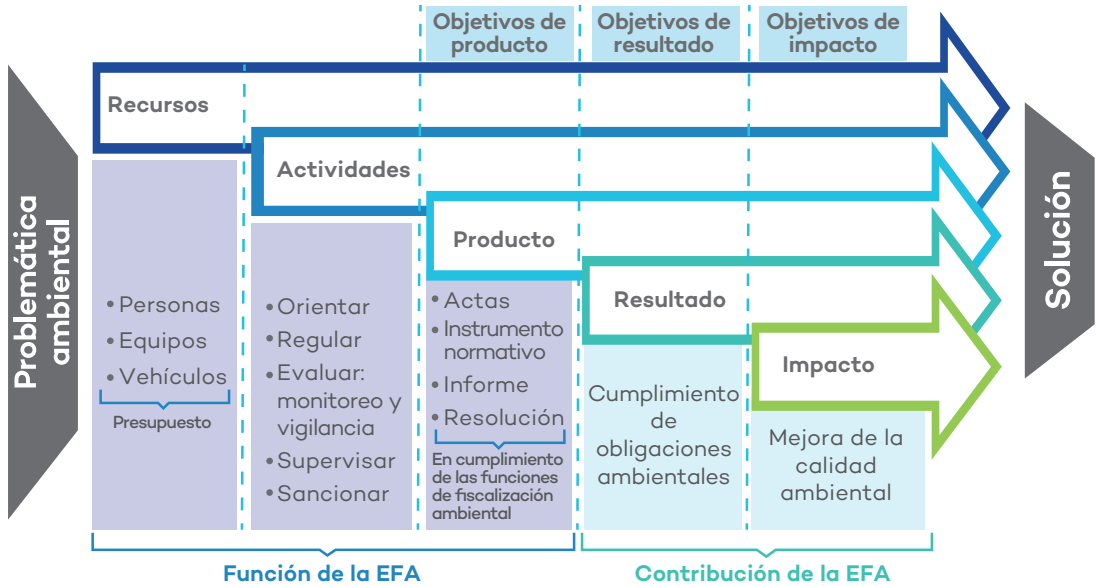 Objetivos de
producto
Objetivos de
resultado
Objetivos de
impacto
Problemática
ambiental
Recursos
• Personas
• Equipos
• Vehículos
Presupuesto
Actividades
• Orientar
• Regular
• Evaluar:
monitoreo y
vigilancia
• Supervisar
• Sancionar
Producto
• Actas
• Instrumento
normativo
• Informe
• Resolución
En cumplimiento
de las funciones
de fiscalización
ambiental
Resultado
Cumplimiento
de
obligaciones
ambientales
Impacto
Mejora de la
calidad
ambiental
Solución
Función de la EFA
Contribución de la EFA